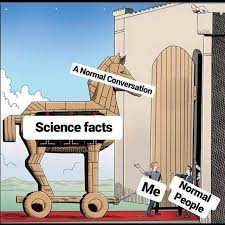 A Normal Conversation
Science facts
Me
Normal
People